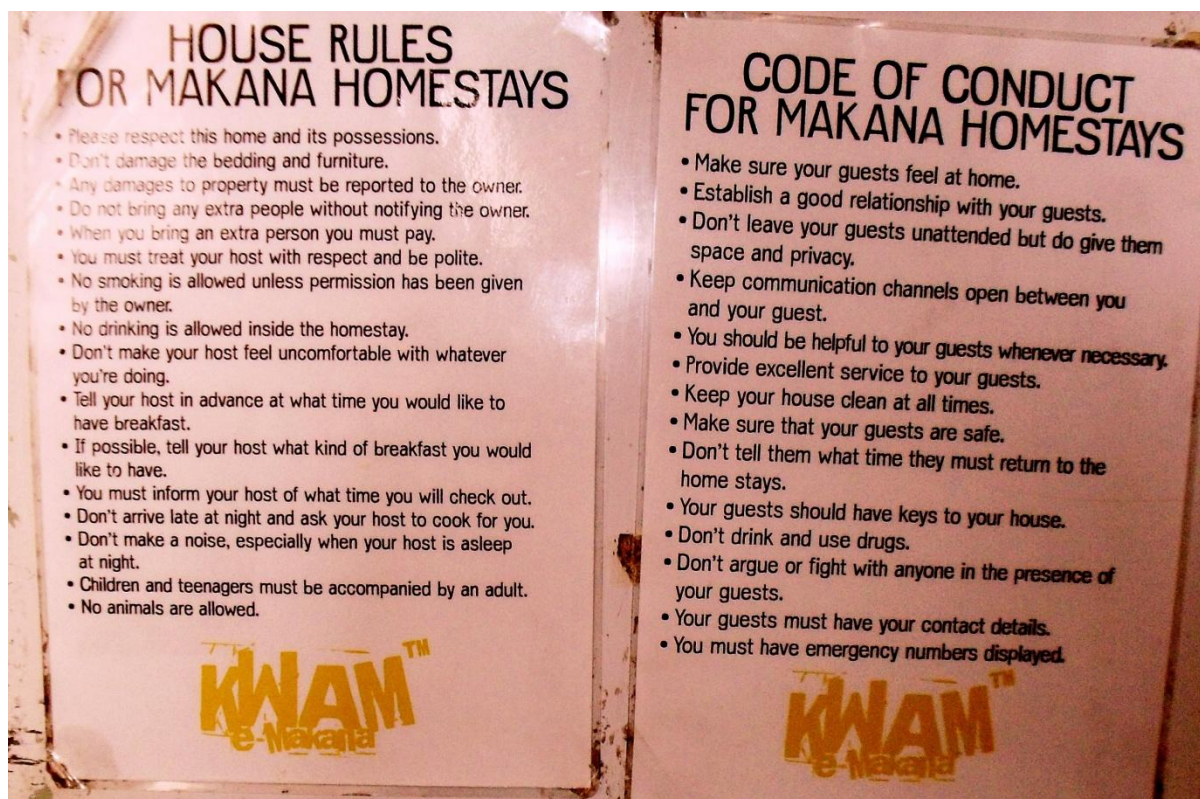 HOUSE RULES
FOR MAKANA HOMESTAYS
• Please respect this home and its possessions.
• Don't damage the bedding and furniture.
• Any damages to property must be reported to the owner.
• Do not bring any extra people without notifying the owner.
• When you bring an extra person you must pay.
• You must treat your host with respect and be polite.
• No smoking is allowed unless permission has been given
by the owner.
• No drinking is allowed inside the homestay.
• Don't make your host feel uncomfortable with whatever
you're doing.
• Tell your host in advance at what time you would like to
have breakfast.
• If possible, tell your host what kind of breakfast you would
like to have.
• You must inform your host of what time you will check out.
• Don't arrive late at night and ask your host to cook for you.
• Don't make a noise, especially when your host is asleep
at night.
• Children and teenagers must be accompanied by an adult.
• No animals are allowed.
KWAM™
e-Makana
CODE OF CONDUCT
FOR MAKANA HOMESTAYS
• Make sure your guests feel at home.
• Establish a good relationship with your guests.
• Don't leave your guests unattended but do give them
space and privacy.
• Keep communication channels open between you
and your guest.
• You should be helpful to your guests whenever necessary.
• Provide excellent service to your guests.
• Keep your house clean at all times.
• Make sure that your guests are safe.
• Don't tell them what time they must return to the
home stays.
• Your guests should have keys to your house.
• Don't drink and use drugs.
• Don't argue or fight with anyone in the presence of
your guests.
• Your guests must have your contact details.
• You must have emergency numbers displayed.
KWAM™
e-Makana